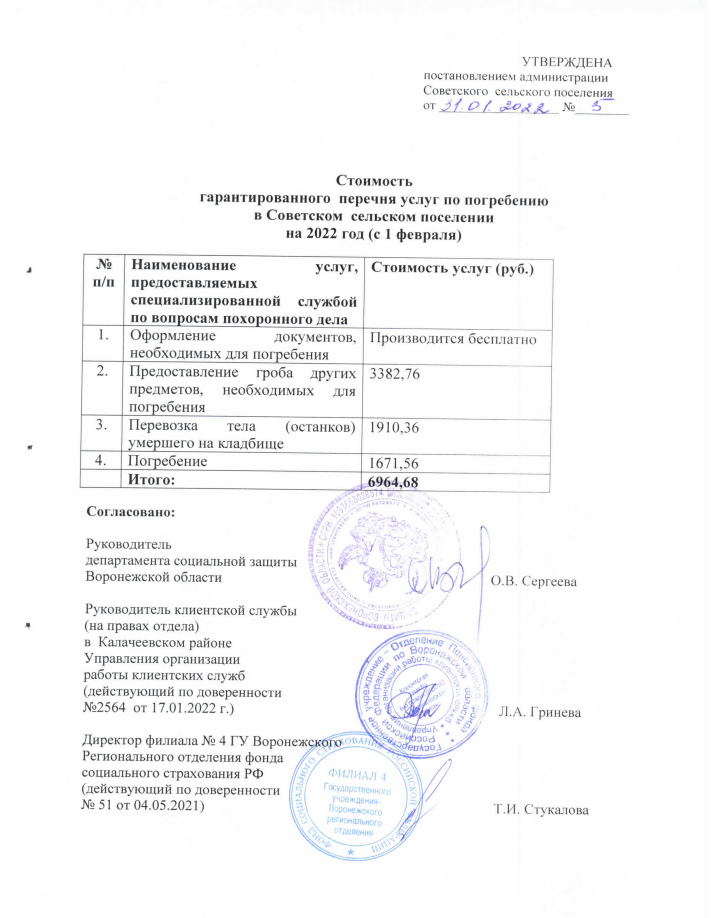 УТВЕРЖДЕНА
постановлением администрации
Советского сельского поселения
от 31.01.2022 № 5
Стоимость
гарантированного перечня услуг по погребению
в Советском сельском поселении
на 2022 год (с 1 февраля)
№ Наименование услуг, Стоимость услуг (руб.)
п/п предоставляемых
специализированной службой
по вопросам похоронного дела
1. Оформление документов, Производится бесплатно
необходимых для погребения
2. Предоставление гроба других 3382,76
предметов, необходимых для
погребения
3. Перевозка тела (останков) 1910,36
умершего на кладбище
4. Погребение 1671,56
Итого: 6964,68
Согласовано:
Руководитель
департамента социальной защиты
Воронежской области О.В. Сергеева
Руководитель клиентской службы
(на правах отдела)
в Калачеевском районе
Управления организации
работы клиентских служб
(действующий по доверенности
№2564 от 17.01.2022 г.) Л.А. Гринева
Директор филиала № 4 ГУ Воронежского
Регионального отделения фонда
социального страхования РФ
(действующий по доверенности
№ 51 от 04.05.2021) Т.И. Стукалова
ФИЛИАЛ 4
Государственного
учреждения-
Воронежского
регионального
отделения